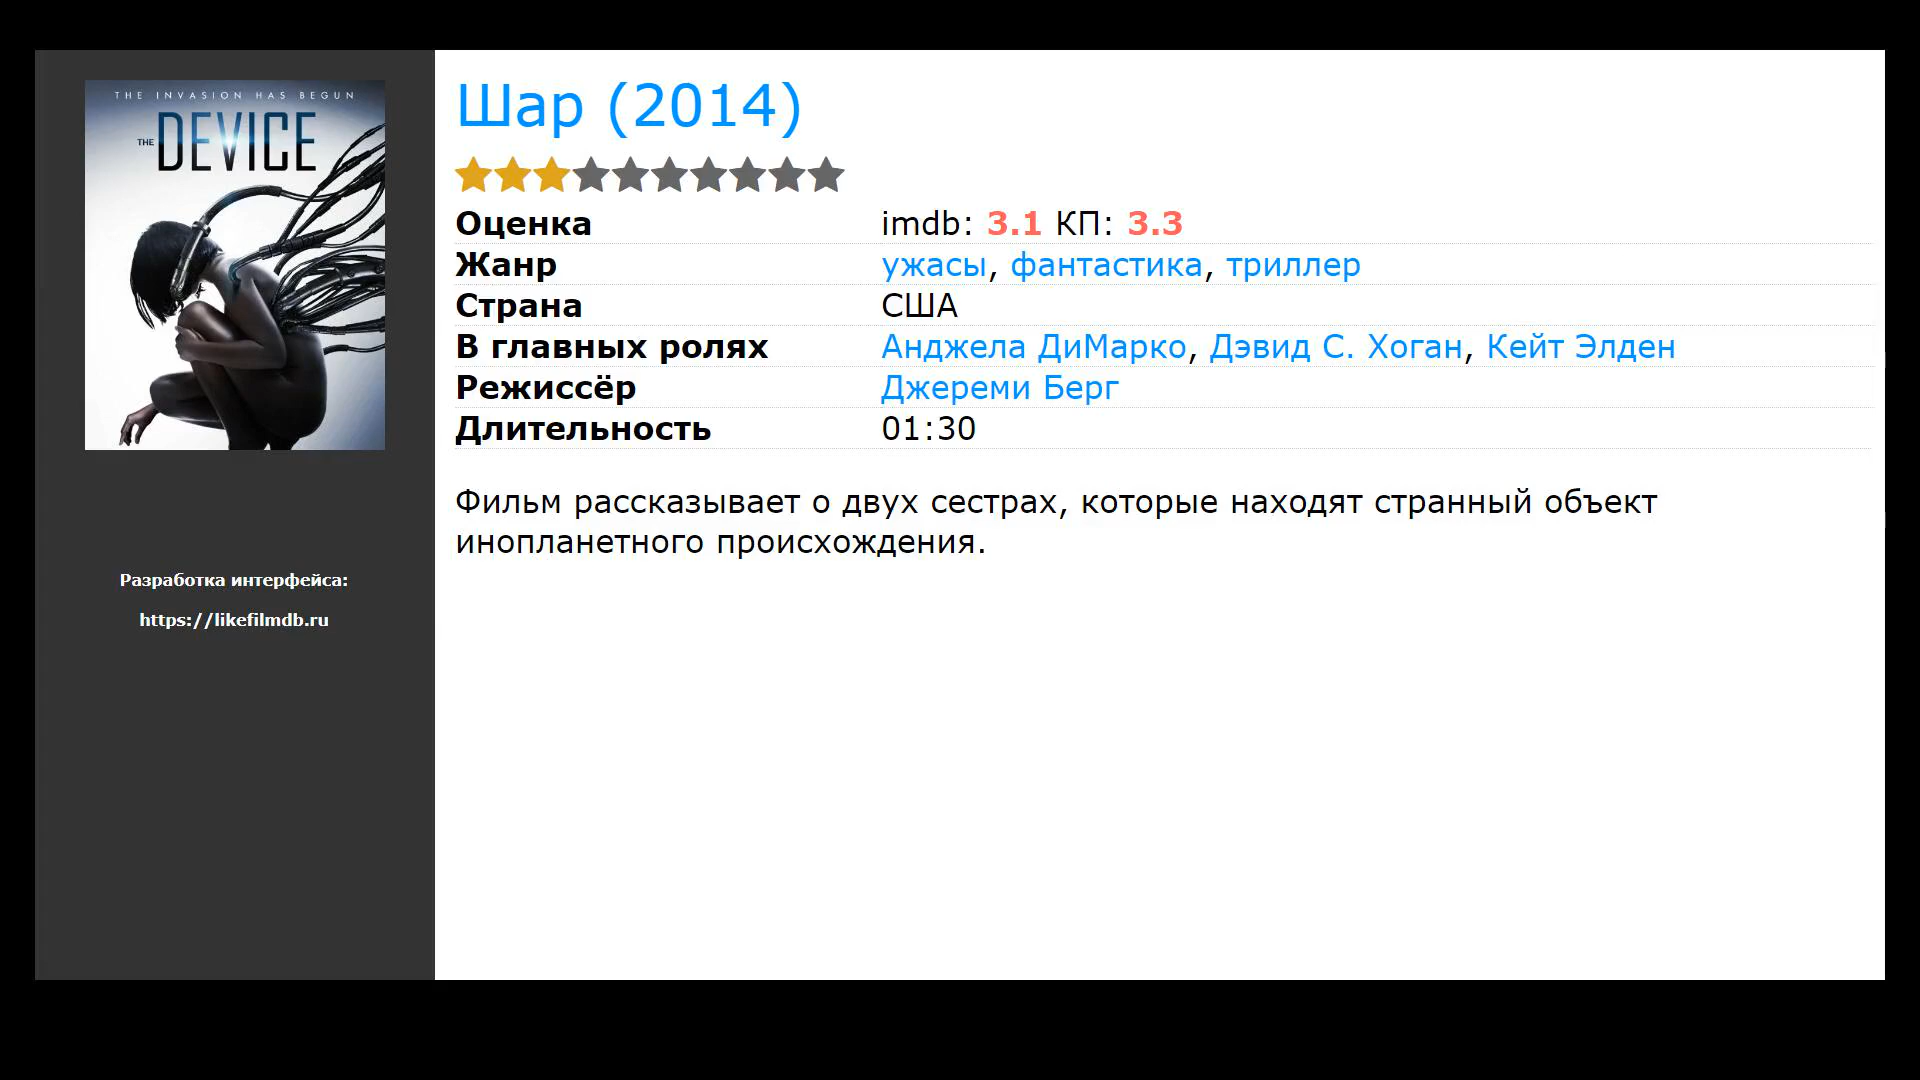 THE INVASION HAS BEGUN
THE DEVICE
Разработка интерфейса:
https://likefilmdb.ru
Шар (2014)
Оценка imdb: 3.1 КП: 3.3
Жанр ужасы, фантастика, триллер
Страна США
В главных ролях Анджела ДиМарко, Дэвид С. Хоган, Кейт Элден
Режиссёр Джереми Берг
Длительность 01:30
Фильм рассказывает о двух сестрах, которые находят странный объект
инопланетного происхождения.